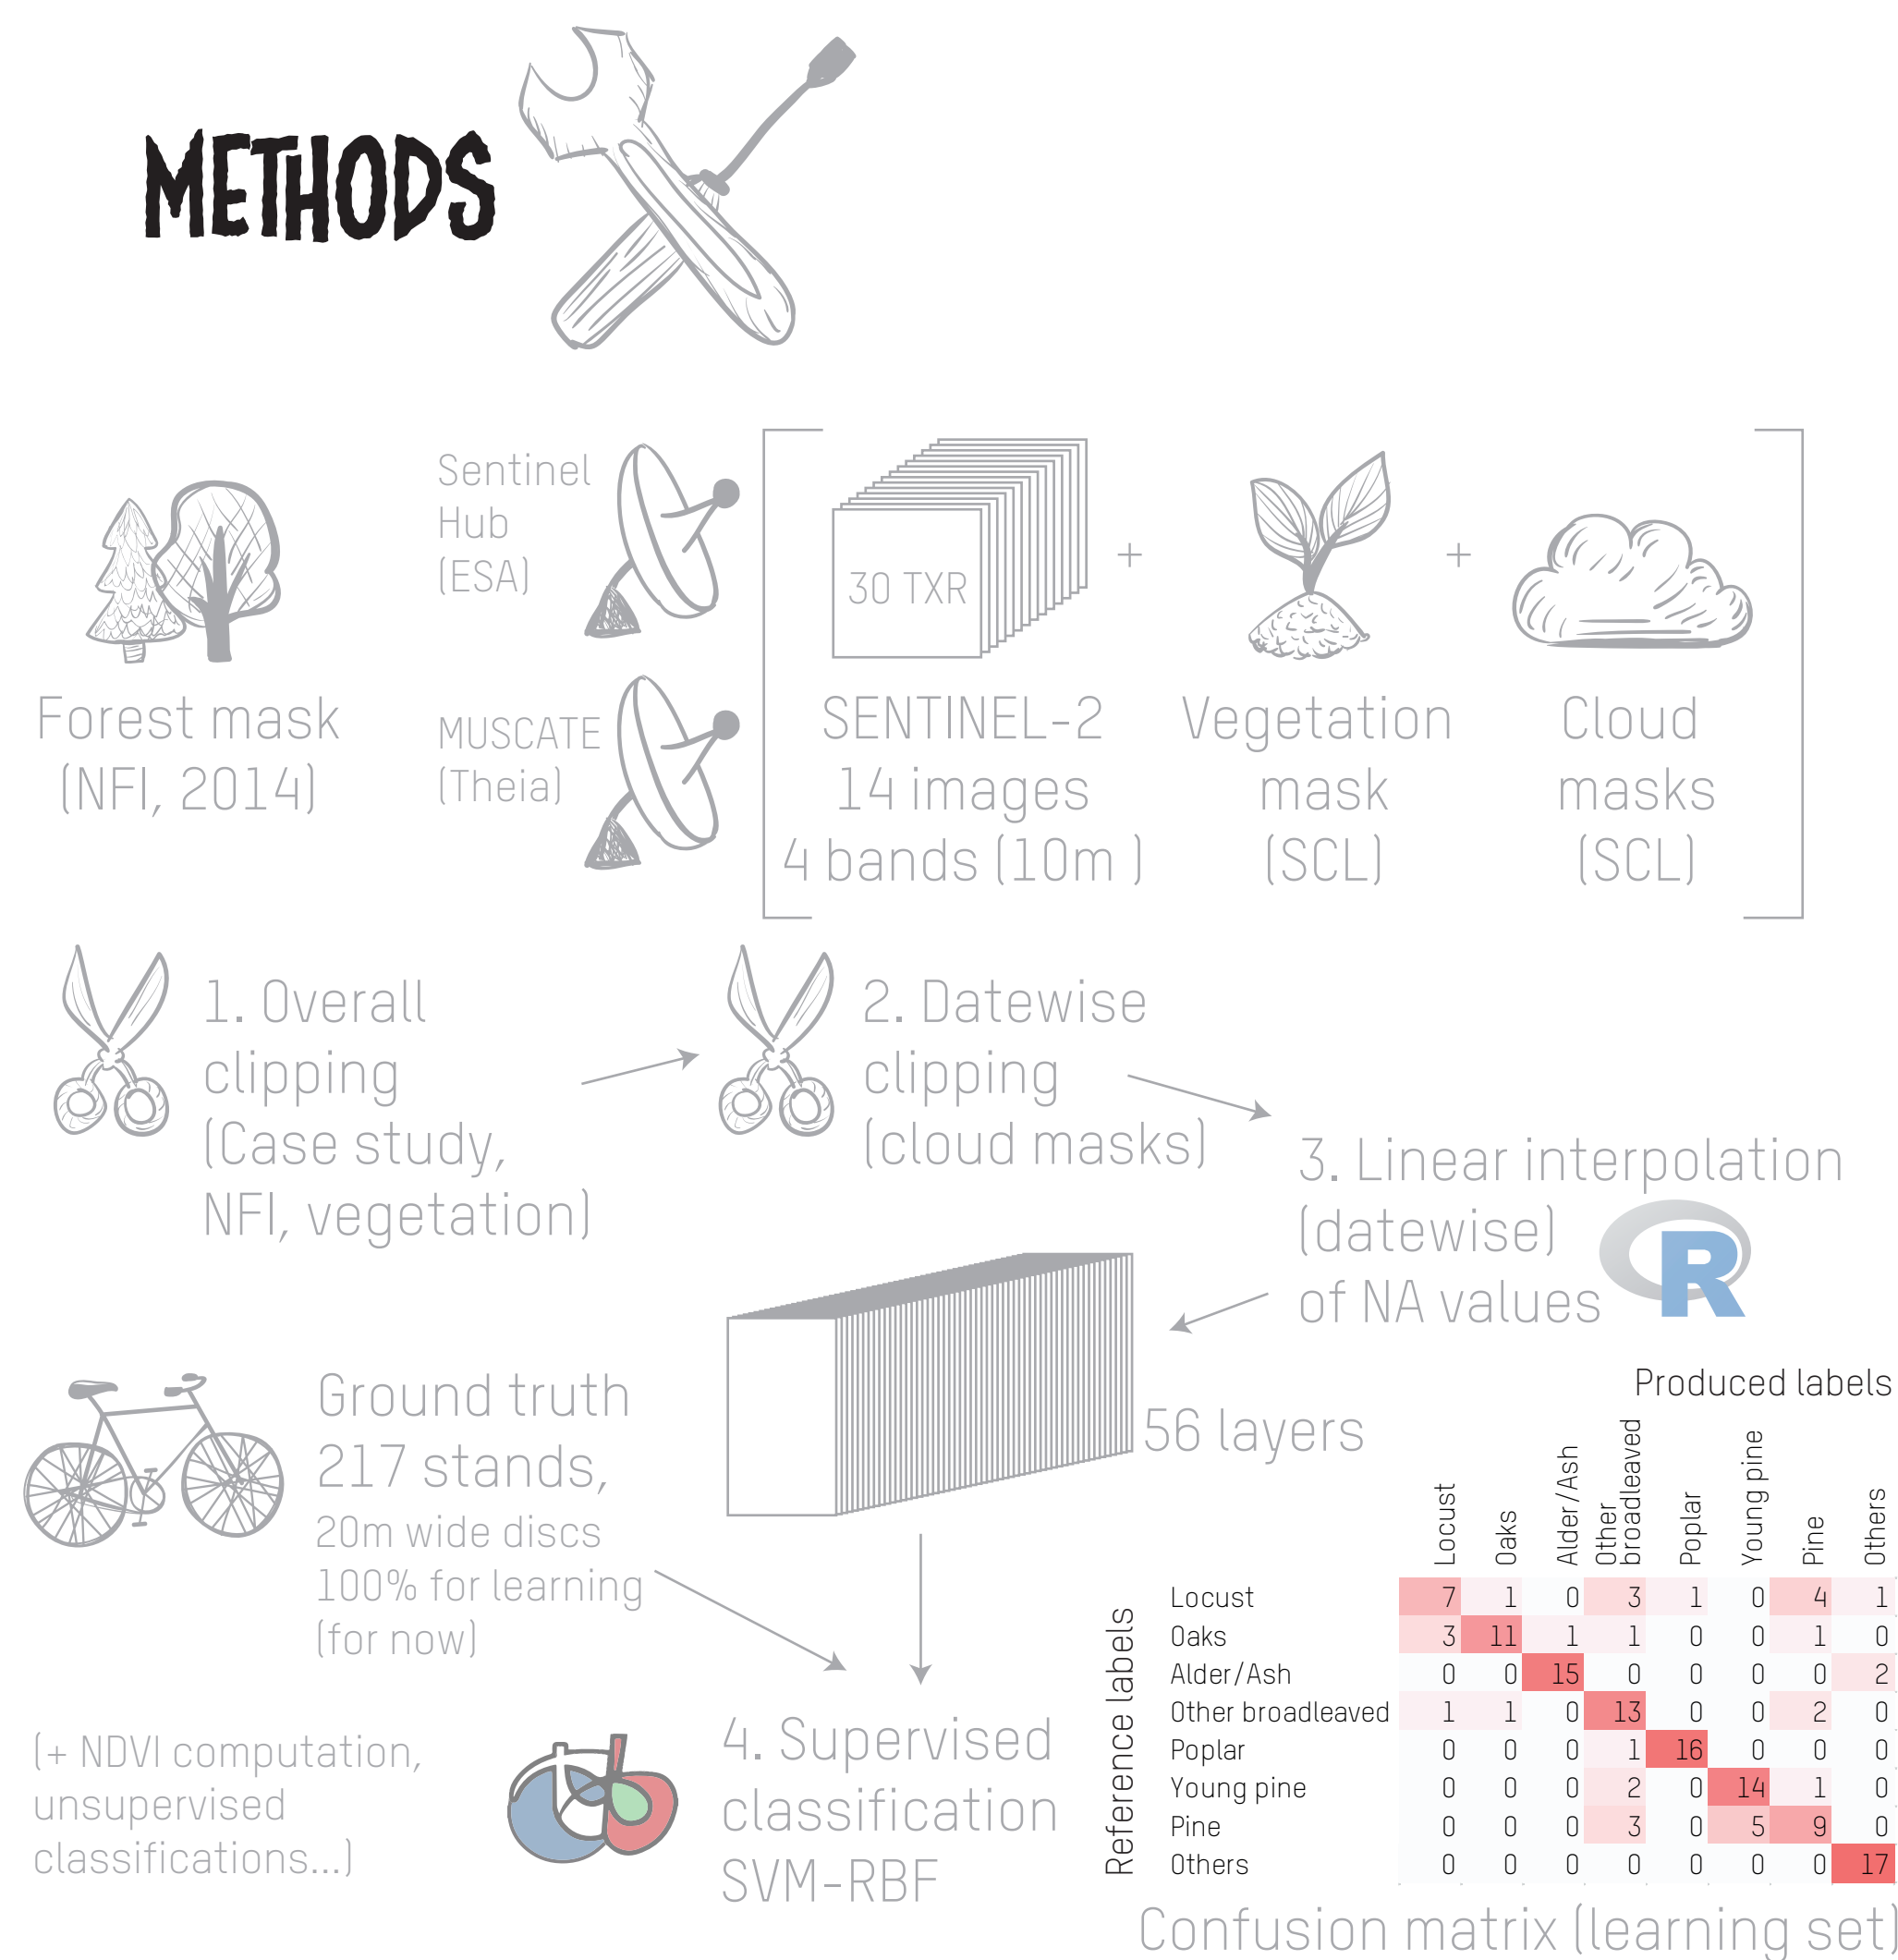 METHODS
Sentinel
Hub
(ESA)
30 TXR
+
+
Forest mask
(NFI, 2014)
MUSCATE
(Theia)
SENTINEL-2
14 images
4 bands (10m )
Vegetation
mask
(SCL)
Cloud
masks
(SCL)
1. Overall
clipping
(Case study,
NFI, vegetation)
2. Datewise
clipping
(cloud masks)
3. Linear interpolation
(datewise)
of NA values
R
56 layers
Ground truth
217 stands,
20m wide discs
100% for learning
(for now)
(+ NDVI computation,
unsupervised
classifications...)
4. Supervised
classification
SVM-RBF
Produced labels
Locust
Oaks
Alder/Ash
Other
broadleaved
Poplar
Young pine
Pine
Others
Reference labels
Locust 7 1 0 3 1 0 4 1
Oaks 3 11 1 1 0 0 1 0
Alder/Ash 0 0 15 0 0 0 0 2
Other broadleaved 1 1 0 13 0 0 2 0
Poplar 0 0 0 1 16 0 0 0
Young pine 0 0 0 2 0 14 1 0
Pine 0 0 0 3 0 5 9 0
Others 0 0 0 0 0 0 0 17
Confusion matrix (learning set)